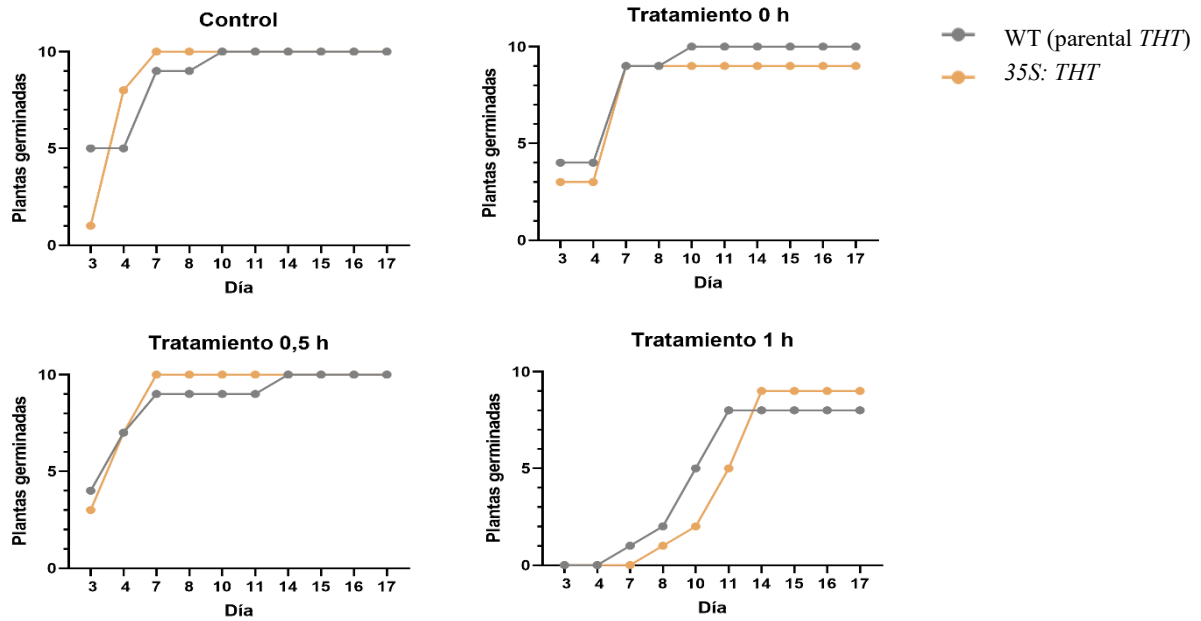 Control
Plantas germinadas
10
5
0
3 4 7 8 10 11 14 15 16 17
Día
Tratamiento 0 h
Plantas germinadas
10
5
0
3 4 7 8 10 11 14 15 16 17
Día
WT (parental THT)
35S: THT
Tratamiento 0,5 h
Plantas germinadas
10
5
0
3 4 7 8 10 11 14 15 16 17
Día
Tratamiento 1 h
Plantas germinadas
10
5
0
3 4 7 8 10 11 14 15 16 17
Día